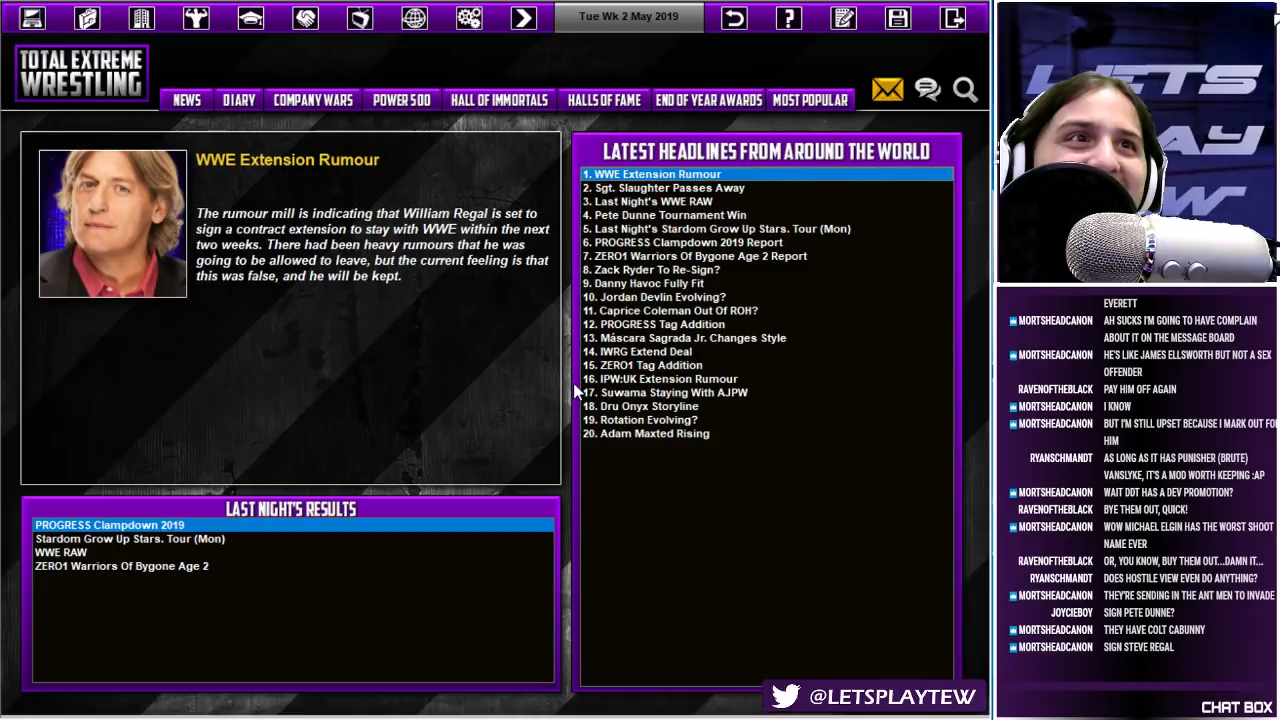 Tue Wk 2 May 2019
TOTAL EXTREME
WRESTLING
NEWS
DIARY
COMPANY WARS
POWER 500
HALL OF IMMORTALS
HALLS OF FAME
END OF YEAR AWARDS
MOST POPULAR
WWE Extension Rumour
The rumour mill is indicating that William Regal is set to
sign a contract extension to stay with WWE within the next
two weeks. There had been heavy rumours that he was
going to be allowed to leave, but the current feeling is that
this was false, and he will be kept.
LATEST HEADLINES FROM AROUND THE WORLD
1. WWE Extension Rumour
2. Sgt. Slaughter Passes Away
3. Last Night's WWE RAW
4. Pete Dunne Tournament Win
5. Last Night's Stardom Grow Up Stars. Tour (Mon)
6. PROGRESS Clampdown 2019 Report
7. ZERO1 Warriors Of Bygone Age 2 Report
8. Zack Ryder To Re-Sign?
9. Danny Havoc Fully Fit
10. Jordan Devlin Evolving?
11. Caprice Coleman Out Of ROH?
12. PROGRESS Tag Addition
13. Máscara Sagrada Jr. Changes Style
14. IWRG Extend Deal
15. ZERO1 Tag Addition
16. IPW:UK Extension Rumour
17. Suwama Staying With AJPW
18. Dru Onyx Storyline
19. Rotation Evolving?
20. Adam Maxted Rising
LAST NIGHT'S RESULTS
PROGRESS Clampdown 2019
Stardom Grow Up Stars. Tour (Mon)
WWE RAW
ZERO1 Warriors Of Bygone Age 2
@LETSPLAYTEW
LETS
EVERETT
MORTSHEADCANON AH SUCKS I'M GOING TO HAVE COMPLAIN
ABOUT IT ON THE MESSAGE BOARD
MORTSHEADCANON HE'S LIKE JAMES ELLSWORTH BUT NOT A SEX
OFFENDER
RAVENOFTHEBLACK PAY HIM OFF AGAIN
MORTSHEADCANON I KNOW
MORTSHEADCANON BUT I'M STILL UPSET BECAUSE I MARK OUT FOR
HIM
RYANSCHMANDT AS LONG AS IT HAS PUNISHER (BRUTE)
VANSLYKE, IT'S A MOD WORTH KEEPING :AP
MORTSHEADCANON WAIT DDT HAS A DEV PROMOTION?
RAVENOFTHEBLACK BYE THEM OUT, QUICK!
MORTSHEADCANON WOW MICHAEL ELGIN HAS THE WORST SHOOT
NAME EVER
RAVENOFTHEBLACK OR, YOU KNOW, BUY THEM OUT...DAMN IT...
RYANSCHMANDT DOES HOSTILE VIEW EVEN DO ANYTHING?
MORTSHEADCANON THEY'RE SENDING IN THE ANT MEN TO INVADE
JOYCIEBOY SIGN PETE DUNNE?
MORTSHEADCANON THEY HAVE COLT CABUNNY
MORTSHEADCANON SIGN STEVE REGAL
CHAT BOX